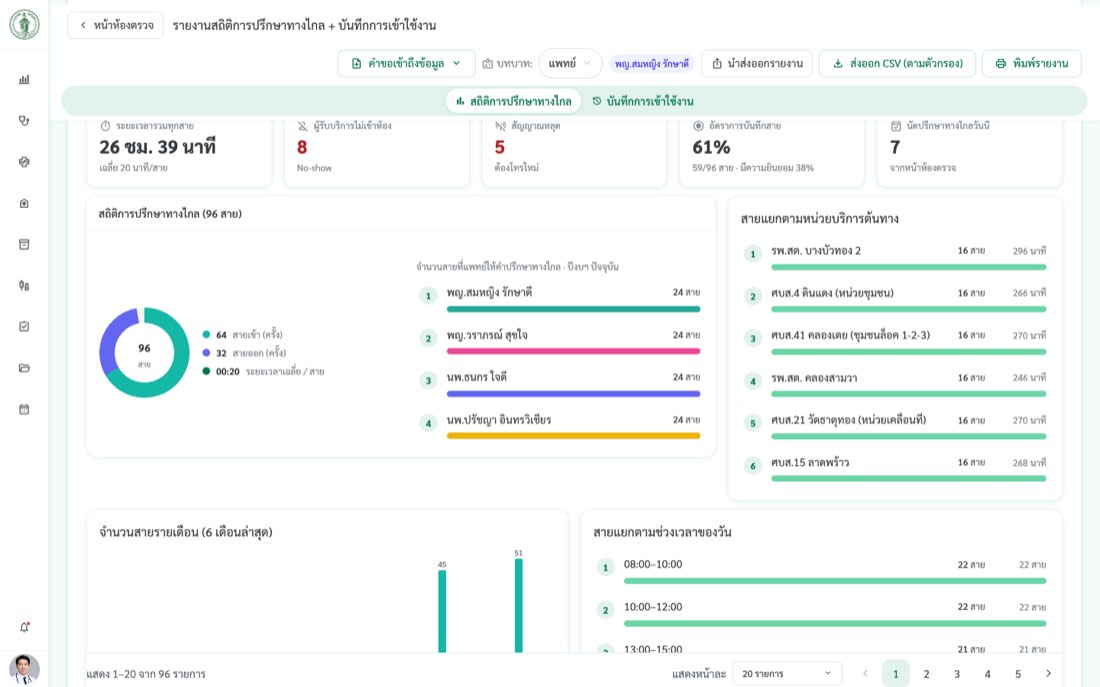 หน้าห้องตรวจ รายงานสถิติการปรึกษาทางไกล + บันทึกการเข้าใช้งาน
คำขอเข้าถึงข้อมูล บทบาท: แพทย์ พญ.สมหญิง รักษาดี นำส่งออกรายงาน ส่งออก CSV (ตามตัวกรอง) พิมพ์รายงาน
สถิติการปรึกษาทางไกล บันทึกการเข้าใช้งาน
ระยะเวลารวมทุกสาย
26 ชม. 39 นาที
เฉลี่ย 20 นาที/สาย
ผู้รับบริการไม่เข้าห้อง
8
No-show
สัญญาณหลุด
5
ต้องโทรใหม่
อัตราการบันทึกสาย
61%
59/96 สาย · มีความยินยอม 38%
นัดปรึกษาทางไกลวันนี้
7
จากหน้าห้องตรวจ
สถิติการปรึกษาทางไกล (96 สาย)
96
สาย
64 สายเข้า (ครั้ง)
32 สายออก (ครั้ง)
00:20 ระยะเวลาเฉลี่ย / สาย
จำนวนสายที่แพทย์ให้คำปรึกษาทางไกล · ปีงบฯ ปัจจุบัน
1 พญ.สมหญิง รักษาดี 24 สาย
2 พญ.วราภรณ์ สุขใจ 24 สาย
3 นพ.ธนกร ใจดี 24 สาย
4 นพ.ปรัชญา อินทรวิเชียร 24 สาย
สายแยกตามหน่วยบริการต้นทาง
1 รพ.สต. บางบัวทอง 2 16 สาย 296 นาที
2 ศบส.4 ดินแดง (หน่วยชุมชน) 16 สาย 266 นาที
3 ศบส.41 คลองเตย (ชุมชนล็อค 1-2-3) 16 สาย 270 นาที
4 รพ.สต. คลองสามวา 16 สาย 246 นาที
5 ศบส.21 วัดธาตุทอง (หน่วยเคลื่อนที่) 16 สาย 270 นาที
6 ศบส.15 ลาดพร้าว 16 สาย 268 นาที
จำนวนสายรายเดือน (6 เดือนล่าสุด)
45
51
สายแยกตามช่วงเวลาของวัน
1 08:00–10:00 22 สาย 22 สาย
2 10:00–12:00 22 สาย 22 สาย
3 13:00–15:00 21 สาย 21 สาย
แสดง 1–20 จาก 96 รายการ แสดงหน้าละ 20 รายการ 1 2 3 4 5